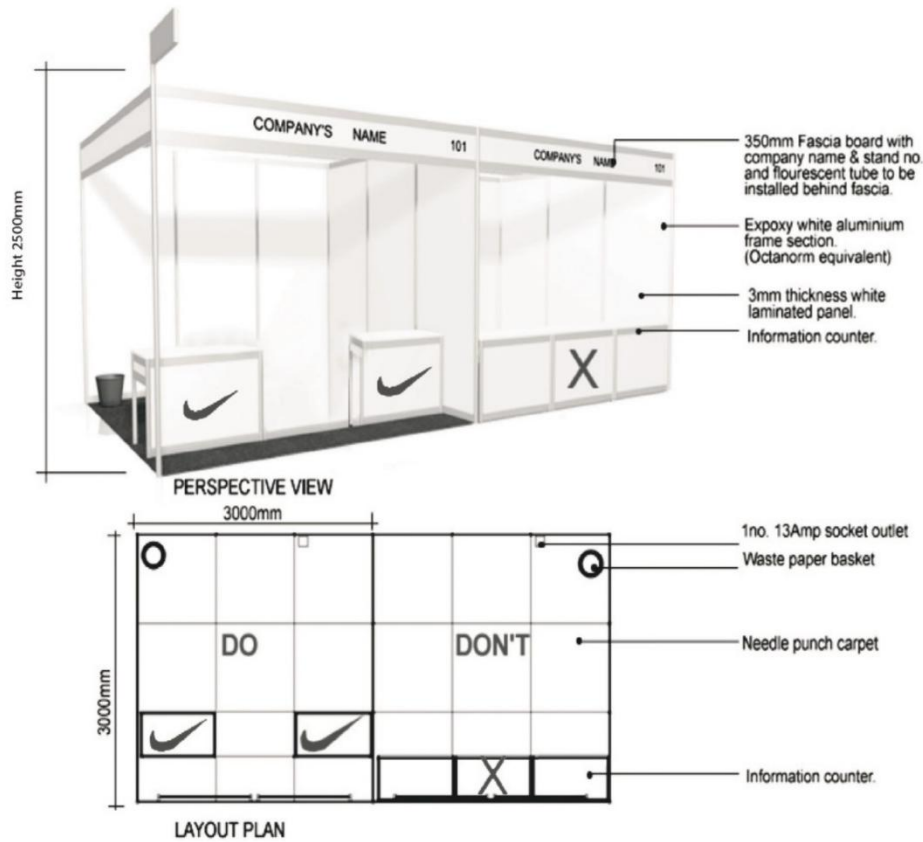 COMPANY'S NAME 101
COMPANY'S NAME 101
350mm Fascia board with
company name & stand no.
and flourescent tube to be
installed behind fascia.
Height 2500mm
Expoxy white aluminium
frame section.
(Octanorm equivalent)
3mm thickness white
laminated panel.
Information counter.
X
PERSPECTIVE VIEW
3000mm
1no. 13Amp socket outlet
Waste paper basket
DO
DON'T
Needle punch carpet
3000mm
X
Information counter.
LAYOUT PLAN